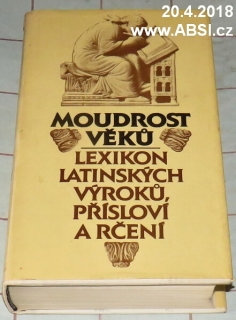 20.4.2018
www.ABSI.cz
MOUDROST
VĚKŮ
LEXIKON
LATINSKÝCH
VÝROKŮ,
PŘÍSLOVÍ
A RČENÍ